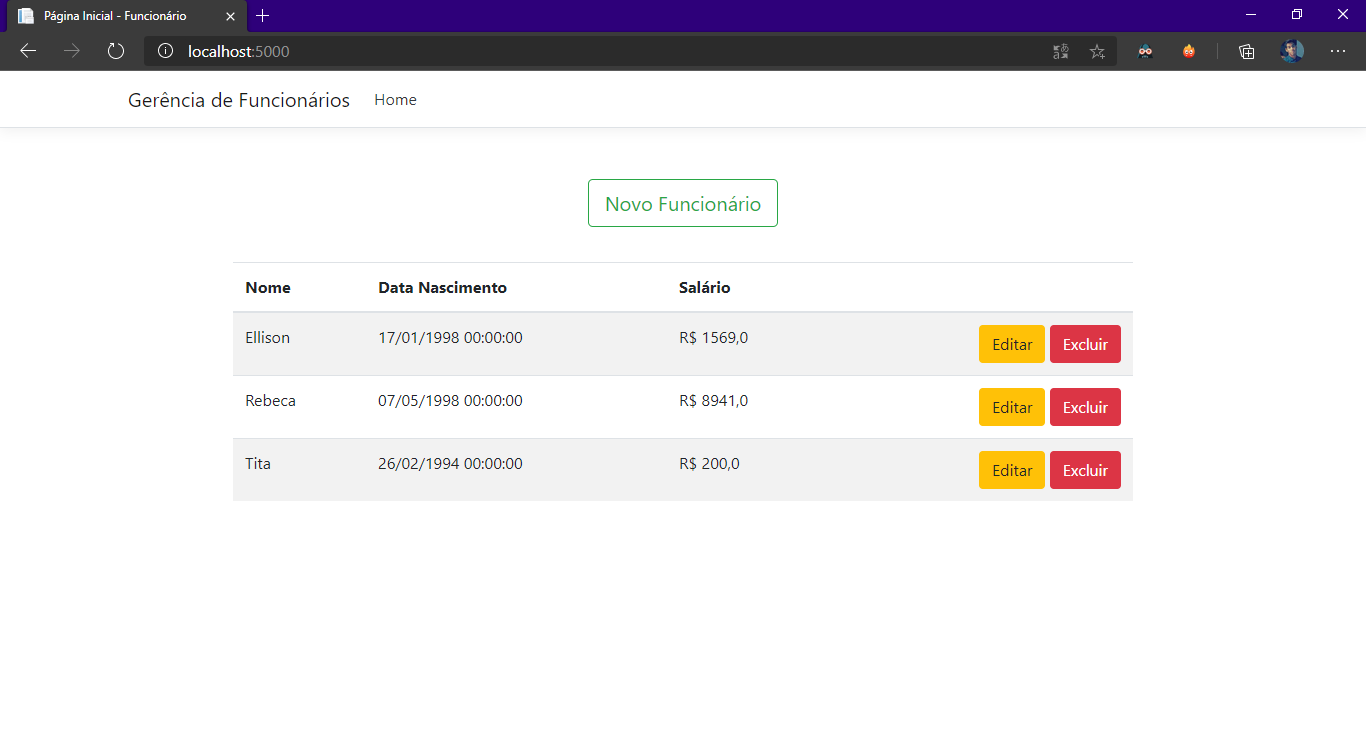 Página Inicial - Funcionário
localhost:5000
Gerência de Funcionários Home
Novo Funcionário
Nome Data Nascimento Salário
Ellison 17/01/1998 00:00:00 R$ 1569,0 Editar Excluir
Rebeca 07/05/1998 00:00:00 R$ 8941,0 Editar Excluir
Tita 26/02/1994 00:00:00 R$ 200,0 Editar Excluir